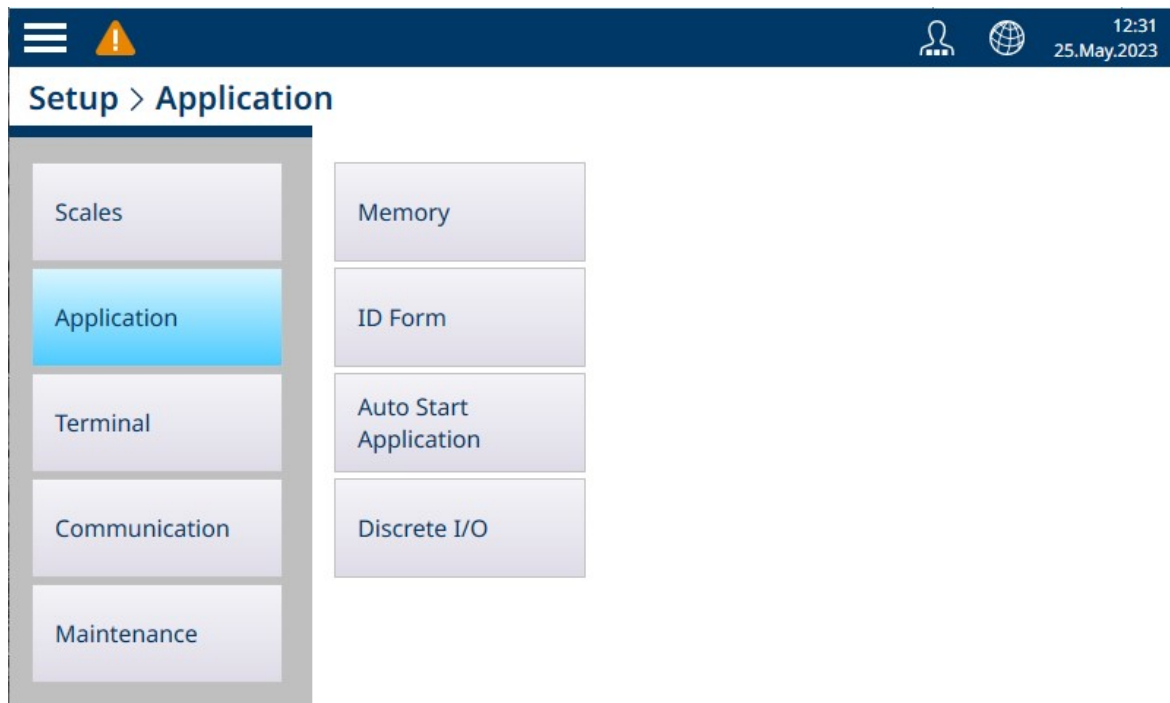 12:31
25.May.2023
Setup > Application
Scales
Application
Terminal
Communication
Maintenance
Memory
ID Form
Auto Start
Application
Discrete I/O